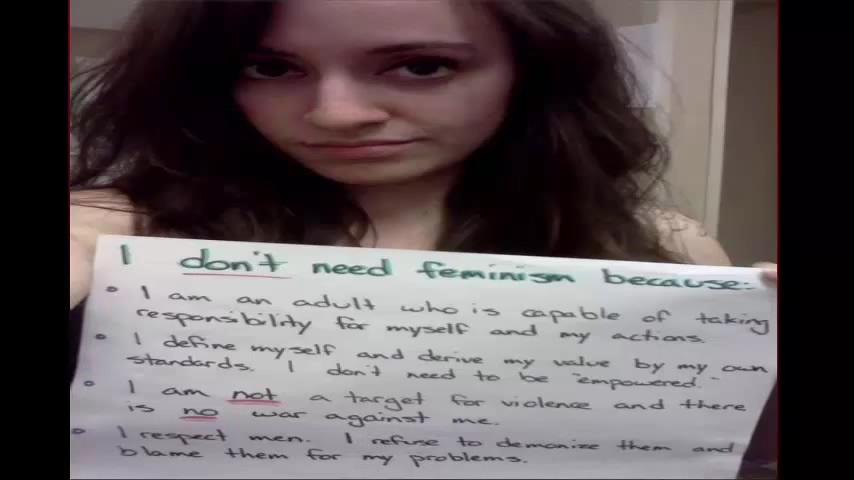 I don't need feminism because:
• I am an adult who is capable of taking
responsibility for myself and my actions.
• I define myself and derive my value by my own
standards. I don't need to be "empowered."
• I am not a target for violence and there
is no war against me.
• I respect men. I refuse to demonize them and
blame them for my problems.